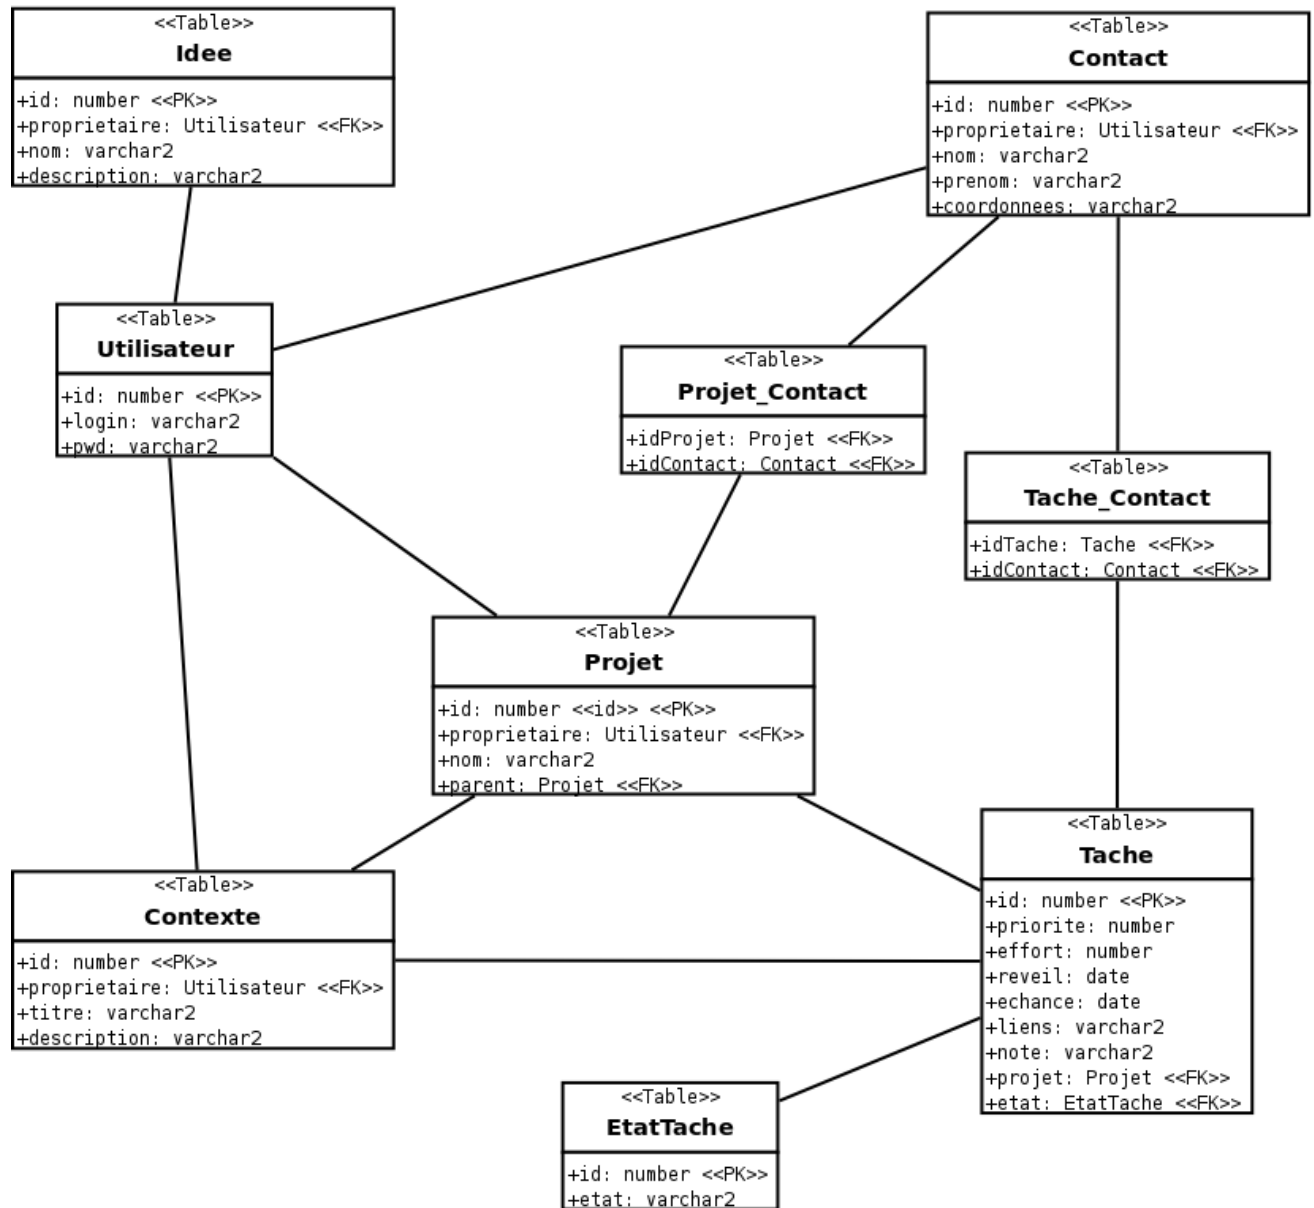 <<Table>>
Idee
+id: number <<PK>>
+proprietaire: Utilisateur <<FK>>
+nom: varchar2
+description: varchar2
<<Table>>
Contact
+id: number <<PK>>
+proprietaire: Utilisateur <<FK>>
+nom: varchar2
+prenom: varchar2
+coordonnees: varchar2
<<Table>>
Utilisateur
+id: number <<PK>>
+login: varchar2
+pwd: varchar2
<<Table>>
Projet_Contact
+idProjet: Projet <<FK>>
+idContact: Contact <<FK>>
<<Table>>
Tache_Contact
+idTache: Tache <<FK>>
+idContact: Contact <<FK>>
<<Table>>
Projet
+id: number <<id>> <<PK>>
+proprietaire: Utilisateur <<FK>>
+nom: varchar2
+parent: Projet <<FK>>
<<Table>>
Contexte
+id: number <<PK>>
+proprietaire: Utilisateur <<FK>>
+titre: varchar2
+description: varchar2
<<Table>>
Tache
+id: number <<PK>>
+priorite: number
+effort: number
+reveil: date
+echance: date
+liens: varchar2
+note: varchar2
+projet: Projet <<FK>>
+etat: EtatTache <<FK>>
<<Table>>
EtatTache
+id: number <<PK>>
+etat: varchar2